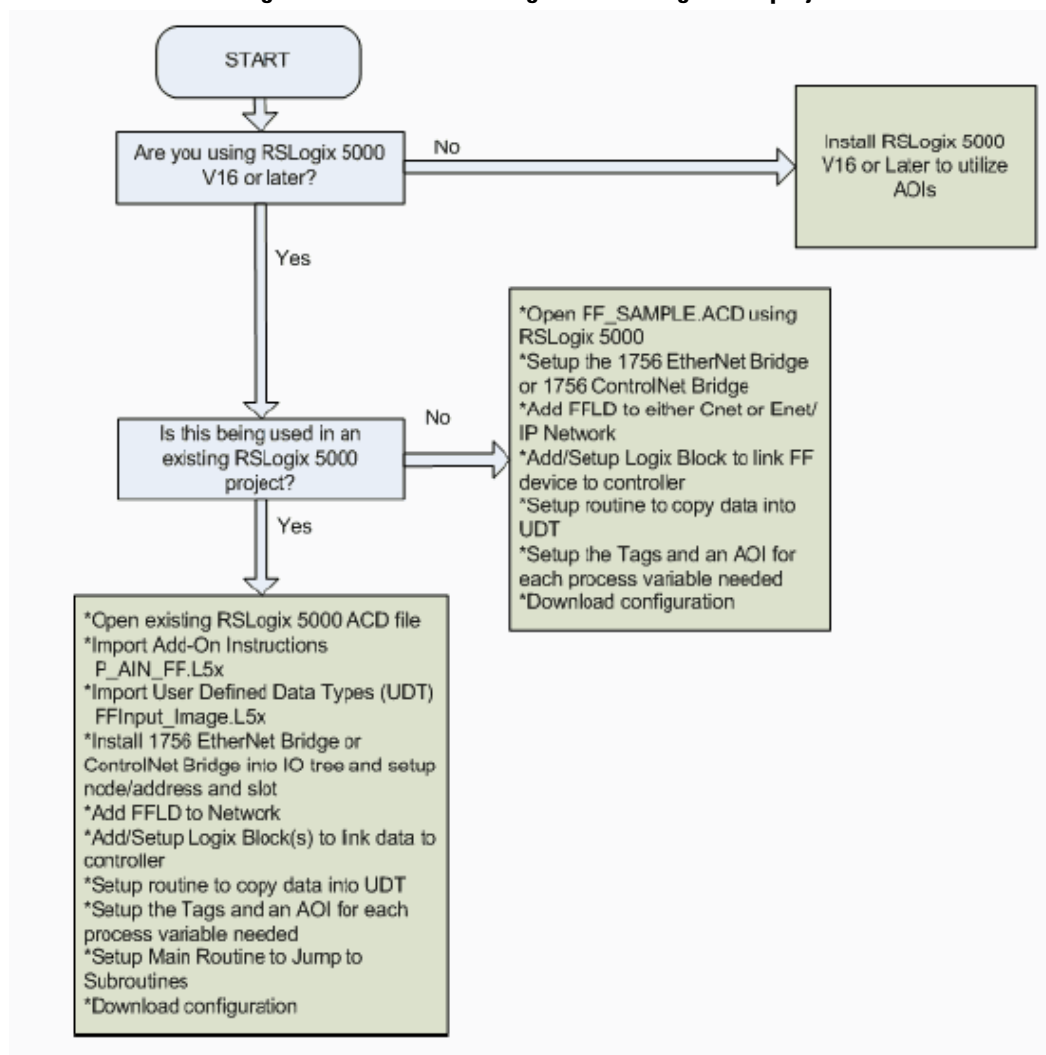 START
Are you using RSLogix 5000
V16 or later?
No
Install RSLogix 5000
V16 or Later to utilize
AOIs
Yes
*Open FF_SAMPLE.ACD using
RSLogix 5000
*Setup the 1756 EtherNet Bridge
or 1756 ControlNet Bridge
*Add FFLD to either Cnet or Enet/
IP Network
*Add/Setup Logix Block to link FF
device to controller
*Setup routine to copy data into
UDT
*Setup the Tags and an AOI for
each process variable needed
*Download configuration
Is this being used in an
existing RSLogix 5000
project?
No
Yes
*Open existing RSLogix 5000 ACD file
*Import Add-On Instructions
P_AIN_FF.L5x
*Import User Defined Data Types (UDT)
FFInput_Image.L5x
*Install 1756 EtherNet Bridge or
ControlNet Bridge into IO tree and setup
node/address and slot
*Add FFLD to Network
*Add/Setup Logix Block(s) to link data to
controller
*Setup routine to copy data into UDT
*Setup the Tags and an AOI for each
process variable needed
*Setup Main Routine to Jump to
Subroutines
*Download configuration